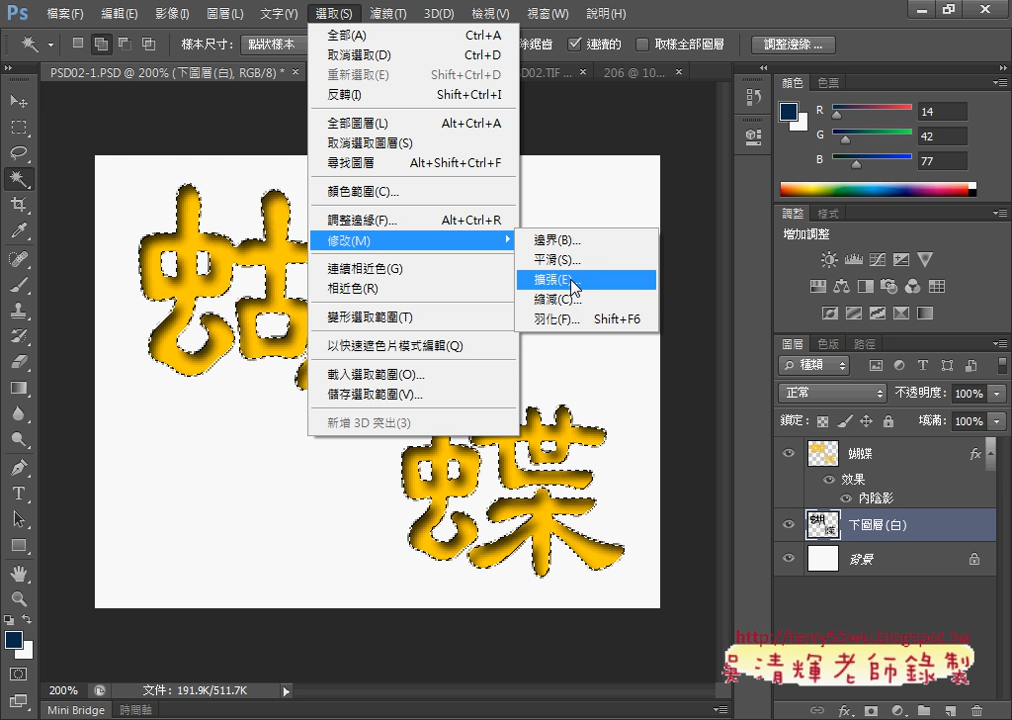 Ps 檔案(F) 編輯(E) 影像(I) 圖層(L) 文字(Y) 選取(S) 濾鏡(T) 3D(D) 檢視(V) 視窗(W) 說明(H)
樣本尺寸: 點狀樣本 除鋸齒 連續的 取樣全部圖層 調整邊緣 ...
PSD02-1.PSD @ 200% (下圖層(白), RGB/8) * × D02.TIF ... × 206 @ 10... ×
全部(A) Ctrl+A
取消選取(D) Ctrl+D
重新選取(E) Shift+Ctrl+D
反轉(I) Shift+Ctrl+I
全部圖層(L) Alt+Ctrl+A
取消選取圖層(S)
尋找圖層 Alt+Shift+Ctrl+F
顏色範圍(C)...
調整邊緣(F)... Alt+Ctrl+R
修改(M)
連續相近色(G)
相近色(R)
變形選取範圍(T)
以快速遮色片模式編輯(Q)
載入選取範圍(O)...
儲存選取範圍(V)...
新增 3D 突出(3)
邊界(B)...
平滑(S)...
擴張(E)...
縮減(C)...
羽化(F)... Shift+F6
蝶
顏色 色票
R 14
G 42
B 77
調整 樣式
增加調整
圖層 色版 路徑
種類
正常 不透明度: 100%
鎖定: 填滿: 100%
蝴蝶 fx
效果
內陰影
下圖層(白)
背景
http://terry55wu.blogspot.tw
吳清輝老師錄製
200% 文件: 191.9K/511.7K
Mini Bridge 時間軸